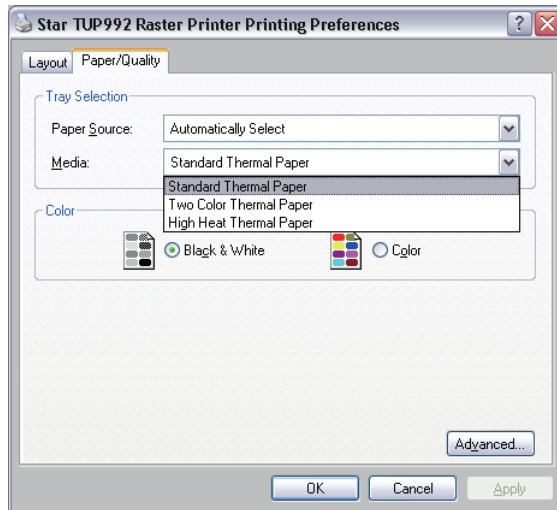 Star TUP992 Raster Printer Printing Preferences
Layout Paper/Quality
Tray Selection
Paper Source: Automatically Select
Media: Standard Thermal Paper
Standard Thermal Paper
Two Color Thermal Paper
High Heat Thermal Paper
Color
Black & White Color
Advanced...
OK Cancel Apply